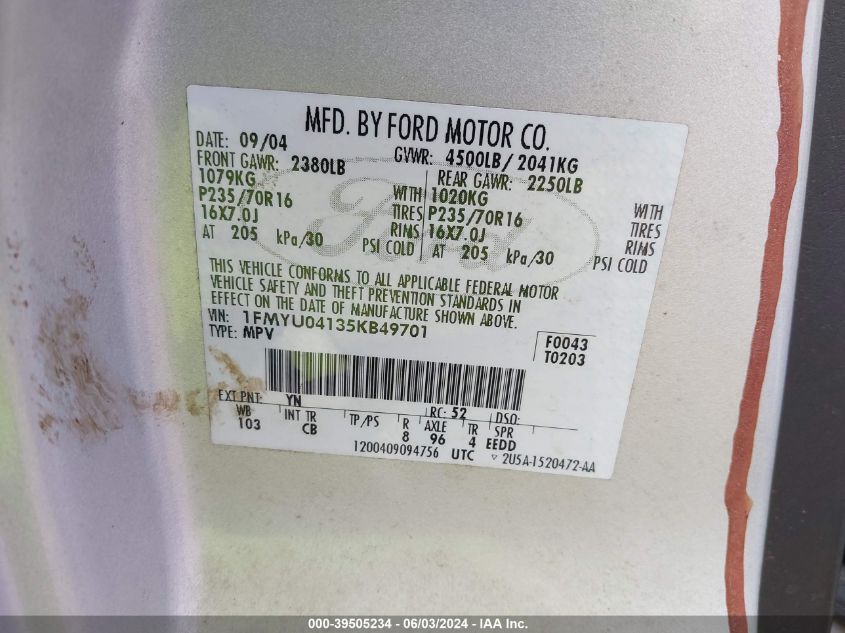 MFD. BY FORD MOTOR CO.
DATE: 09/04 GVWR: 4500LB/ 2041KG
FRONT GAWR: 2380LB REAR GAWR: 2250LB
1079KG WITH 1020KG WITH
P235/70R16 TIRES P235/70R16 TIRES
16X7.0J RIMS 16X7.0J RIMS
AT 205 kPa/30 PSI COLD AT 205 kPa/30 PSI COLD
Ford
THIS VEHICLE CONFORMS TO ALL APPLICABLE FEDERAL MOTOR
VEHICLE SAFETY AND THEFT PREVENTION STANDARDS IN
EFFECT ON THE DATE OF MANUFACTURE SHOWN ABOVE.
VIN: 1FMYU04135KB49701
TYPE: MPV
F0043
T0203
EXT PNT: YN RC: 52 DSO:
WB INT TR TP/PS R AXLE TR SPR
103 CB 8 96 4 EEDD
1200409094756 UTC ▽ 2U5A-1520472-AA
000-39505234 - 06/03/2024 - IAA Inc.